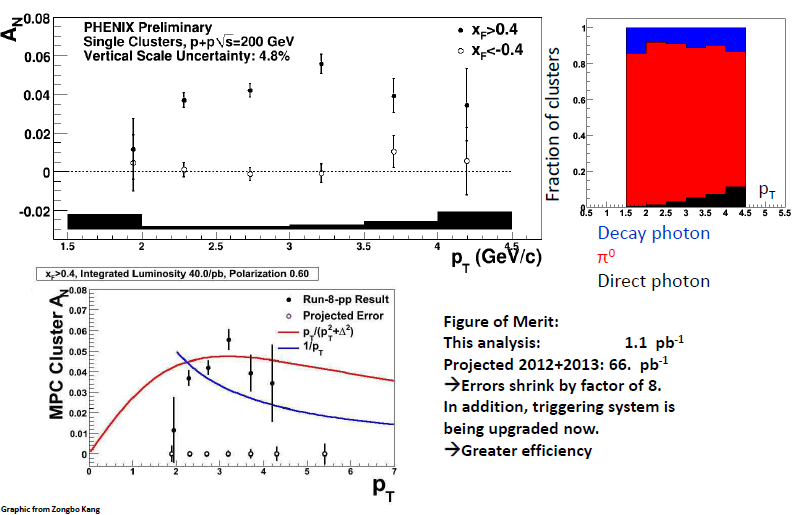 A_N
0.08
0.06
0.04
0.02
0
-0.02
PHENIX Preliminary
Single Clusters, p+p √s=200 GeV
Vertical Scale Uncertainty: 4.8%
x_F>0.4
x_F<-0.4
1.5 2 2.5 3 3.5 4 4.5
p_T (GeV/c)
Fraction of clusters
1
0.8
0.6
0.4
0.2
0
p_T
0.5 1 1.5 2 2.5 3 3.5 4 4.5 5 5.5
Decay photon
π⁰
Direct photon
x_F>0.4, Integrated Luminosity 40.0/pb, Polarization 0.60
MPC Cluster A_N
0.08
0.07
0.06
0.05
0.04
0.03
0.02
0.01
0
Run-8-pp Result
Projected Error
p_T/(p_T^2+Δ^2)
1/p_T
0 1 2 3 4 5 6 7
p_T
Figure of Merit:
This analysis: 1.1 pb⁻¹
Projected 2012+2013: 66. pb⁻¹
→Errors shrink by factor of 8.
In addition, triggering system is
being upgraded now.
→Greater efficiency
Graphic from Zongbo Kang